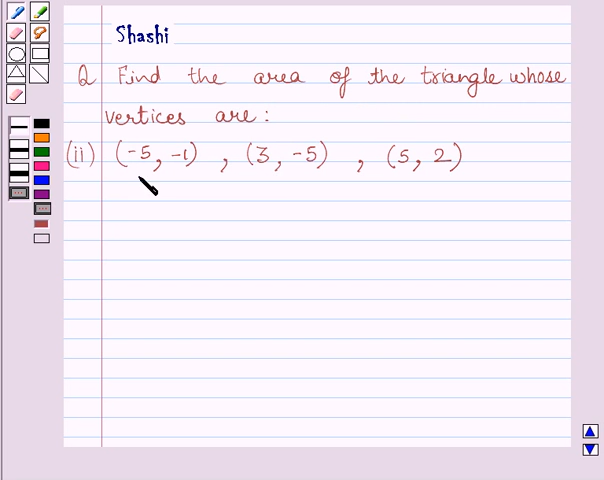 Shashi
Q Find the area of the triangle whose
vertices are:
(ii) (-5, -1) , (3, -5) , (5, 2)